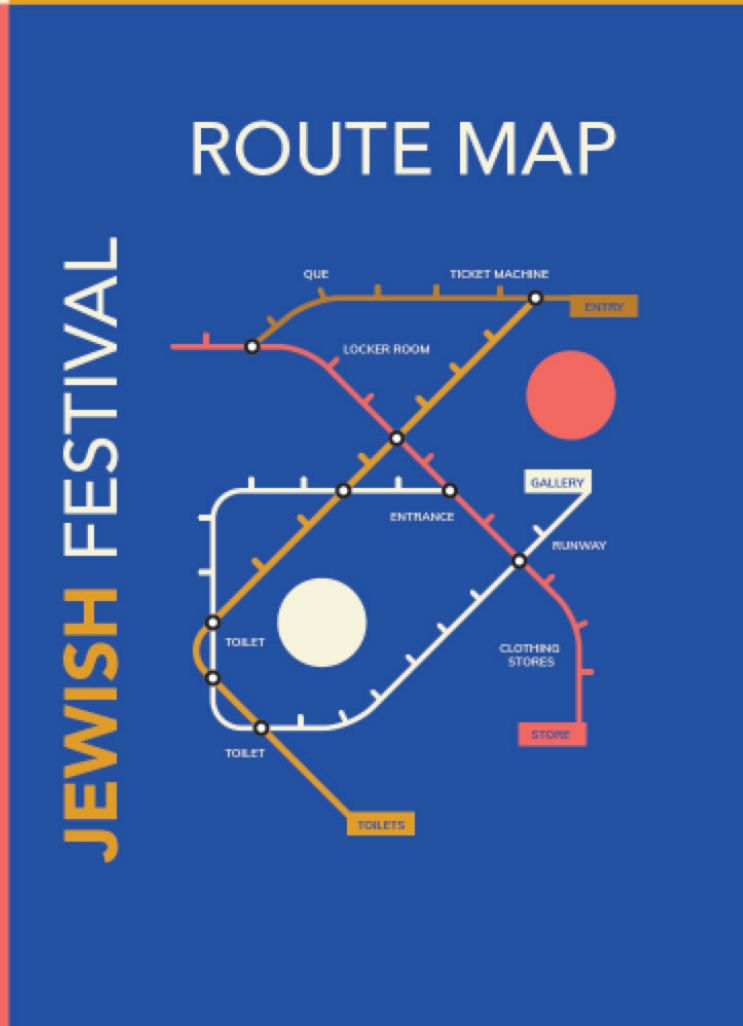 ROUTE MAP
JEWISH FESTIVAL
QUE
TICKET MACHINE
ENTRY
LOCKER ROOM
GALLERY
ENTRANCE
RUNWAY
TOILET
CLOTHING
STORES
STORE
TOILET
TOILETS